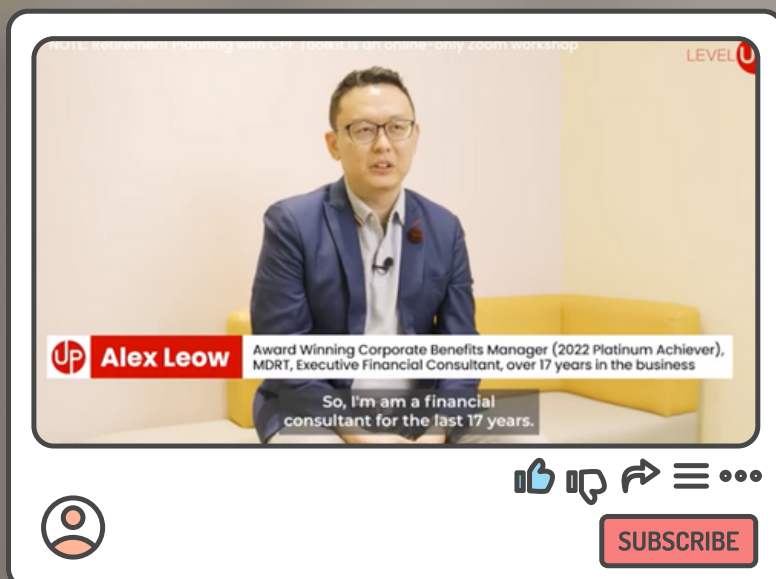 NOTE: Retirement Planning with CPF Toolkit is an online-only Zoom workshop
LEVEL UP
UP Alex Leow
Award Winning Corporate Benefits Manager (2022 Platinum Achiever),
MDRT, Executive Financial Consultant, over 17 years in the business
So, I'm am a financial
consultant for the last 17 years.
SUBSCRIBE